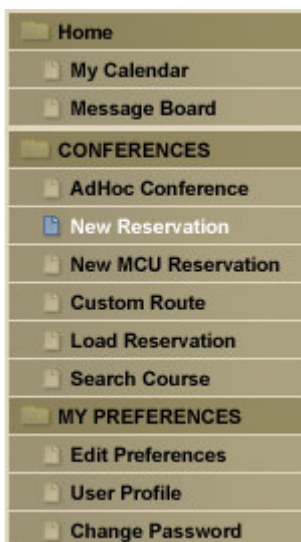 Home
My Calendar
Message Board
CONFERENCES
AdHoc Conference
New Reservation
New MCU Reservation
Custom Route
Load Reservation
Search Course
MY PREFERENCES
Edit Preferences
User Profile
Change Password